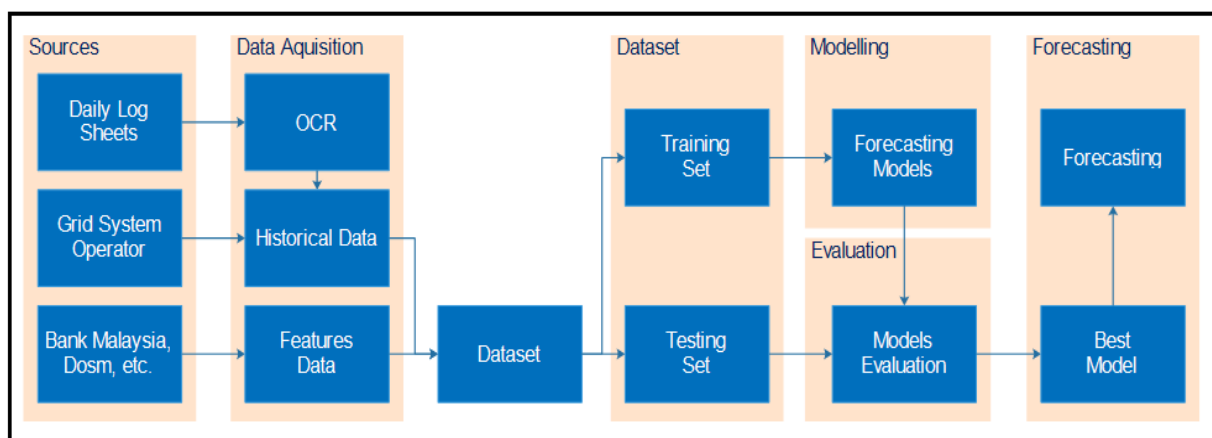 Sources
Daily Log
Sheets
Grid System
Operator
Bank Malaysia,
Dosm, etc.
Data Aquisition
OCR
Historical Data
Features
Data
Dataset
Dataset
Training
Set
Testing
Set
Modelling
Forecasting
Models
Evaluation
Models
Evaluation
Forecasting
Forecasting
Best
Model